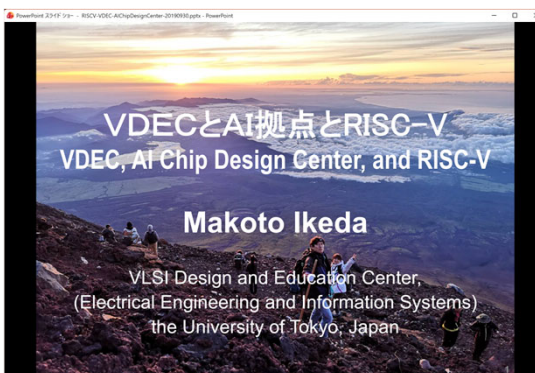 PowerPoint スライド ショー - RISCV-VDEC-AIChipDesignCenter-20190930.pptx - PowerPoint
VDECとAI拠点とRISC-V
VDEC, AI Chip Design Center, and RISC-V
Makoto Ikeda
VLSI Design and Education Center,
(Electrical Engineering and Information Systems)
the University of Tokyo, Japan